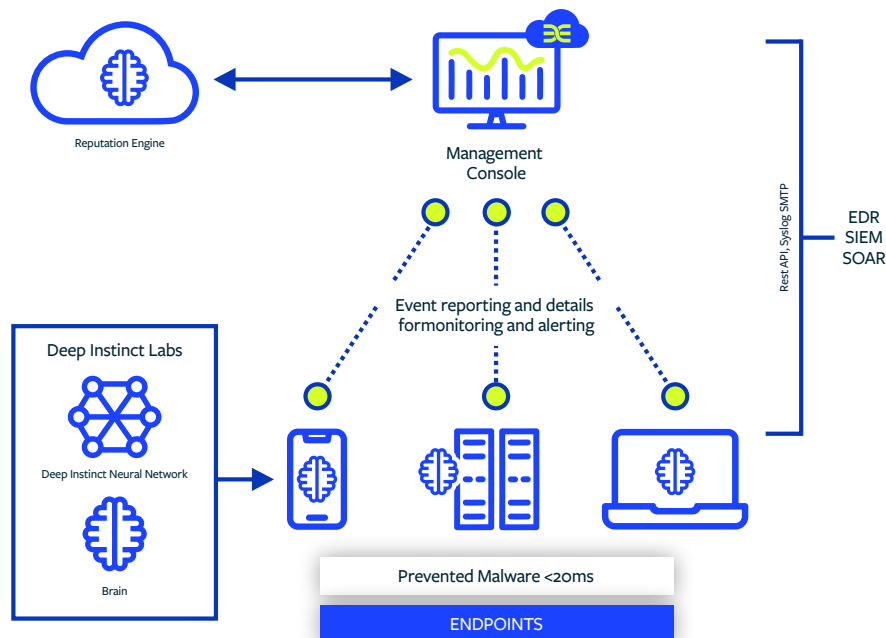 Reputation Engine
Management
Console
Rest API, Syslog SMTP
EDR
SIEM
SOAR
Event reporting and details
formonitoring and alerting
Deep Instinct Labs
Deep Instinct Neural Network
Brain
Prevented Malware <20ms
ENDPOINTS